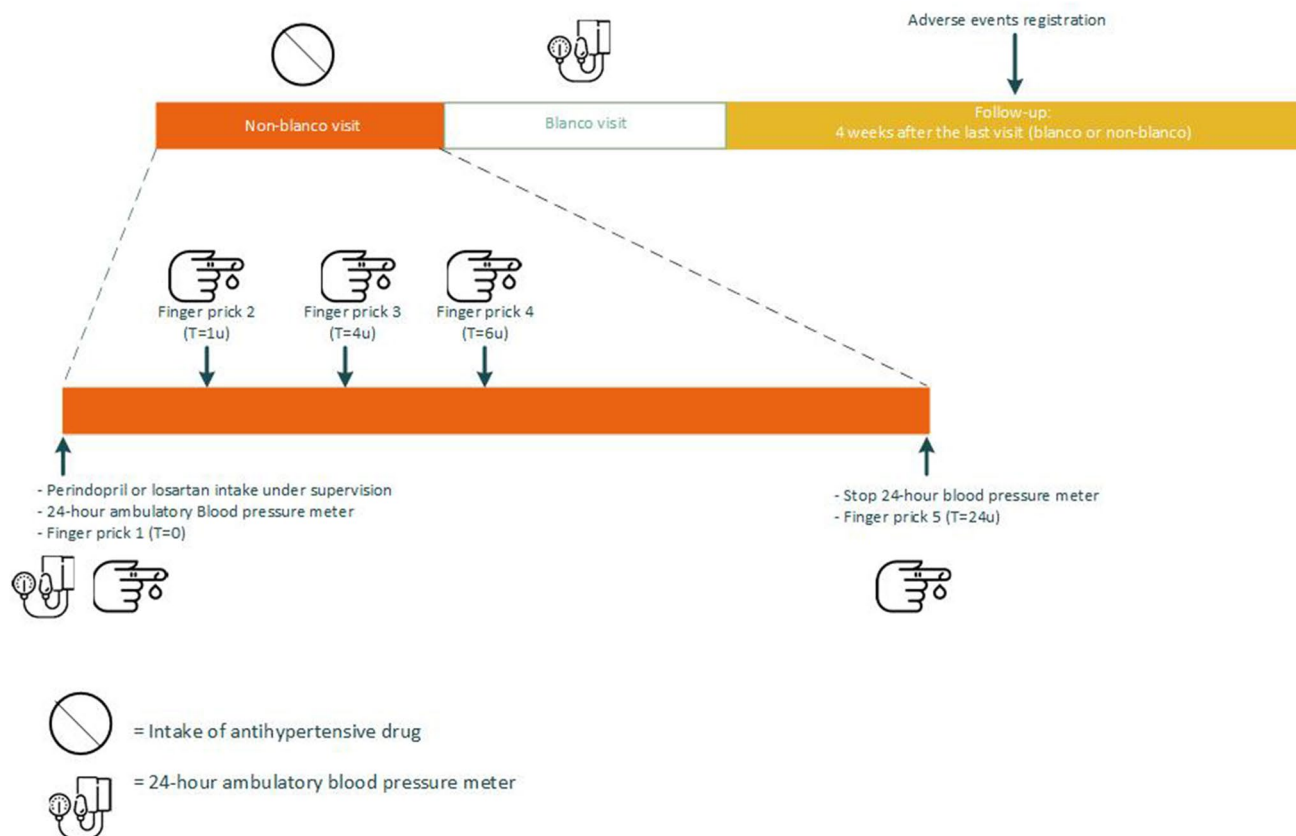 Adverse events registration
Non-blanco visit
Blanco visit
Follow-up:
4 weeks after the last visit (blanco or non-blanco)
Finger prick 2
(T=1u)
Finger prick 3
(T=4u)
Finger prick 4
(T=6u)
- Perindopril or losartan intake under supervision
- 24-hour ambulatory Blood pressure meter
- Finger prick 1 (T=0)
- Stop 24-hour blood pressure meter
- Finger prick 5 (T=24u)
= Intake of antihypertensive drug
= 24-hour ambulatory blood pressure meter